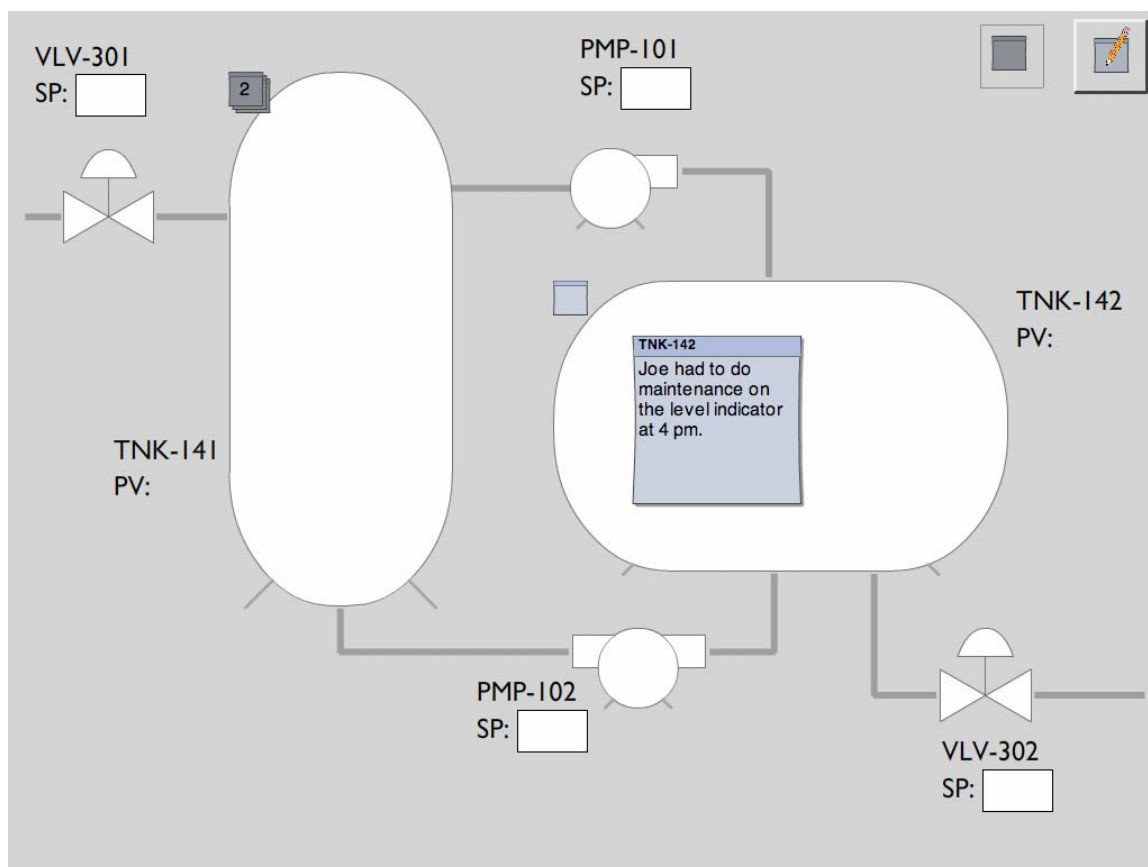 VLV-301
SP:
2
PMP-101
SP:
TNK-142
PV:
TNK-142
Joe had to do
maintenance on
the level indicator
at 4 pm.
TNK-141
PV:
PMP-102
SP:
VLV-302
SP: